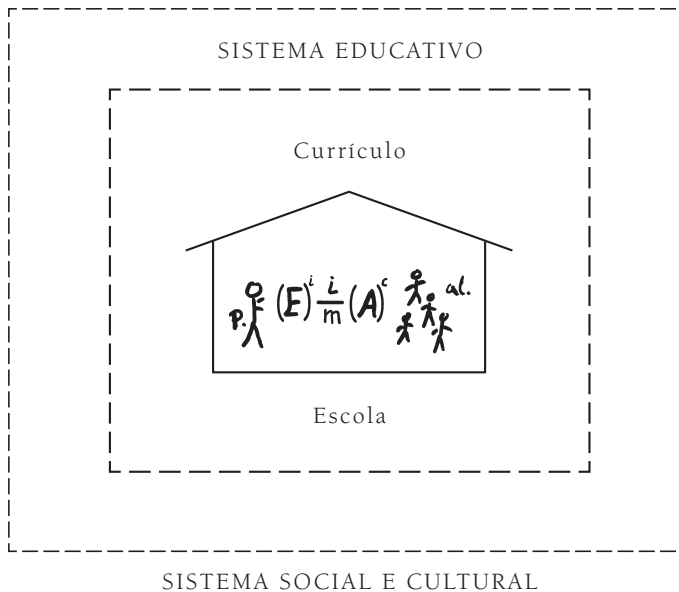 SISTEMA EDUCATIVO
Currículo
p. (E)^i i/m (A)^c al.
Escola
SISTEMA SOCIAL E CULTURAL